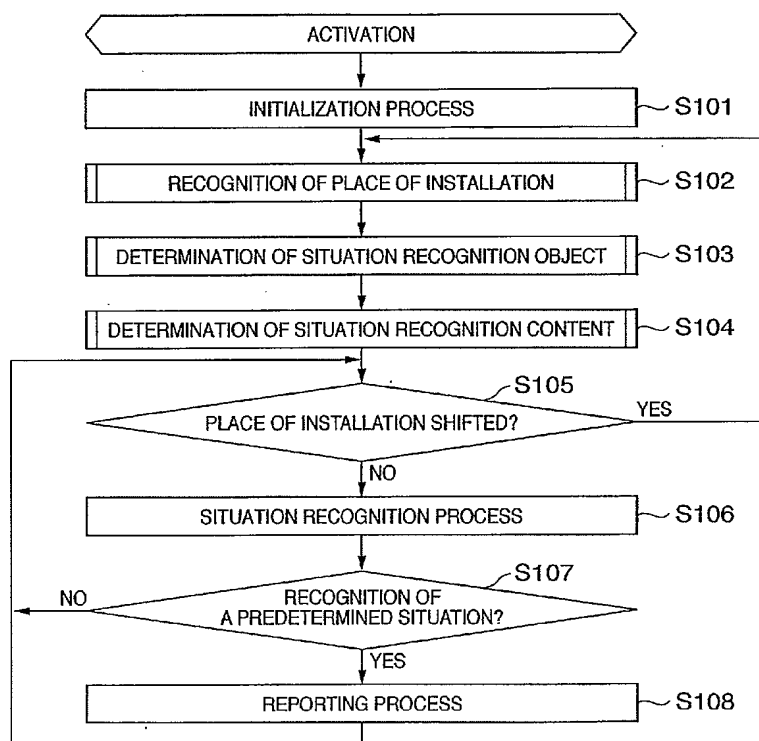 ACTIVATION
INITIALIZATION PROCESS
S101
RECOGNITION OF PLACE OF INSTALLATION
S102
DETERMINATION OF SITUATION RECOGNITION OBJECT
S103
DETERMINATION OF SITUATION RECOGNITION CONTENT
S104
S105
PLACE OF INSTALLATION SHIFTED?
YES
NO
SITUATION RECOGNITION PROCESS
S106
S107
NO
RECOGNITION OF
A PREDETERMINED SITUATION?
YES
REPORTING PROCESS
S108